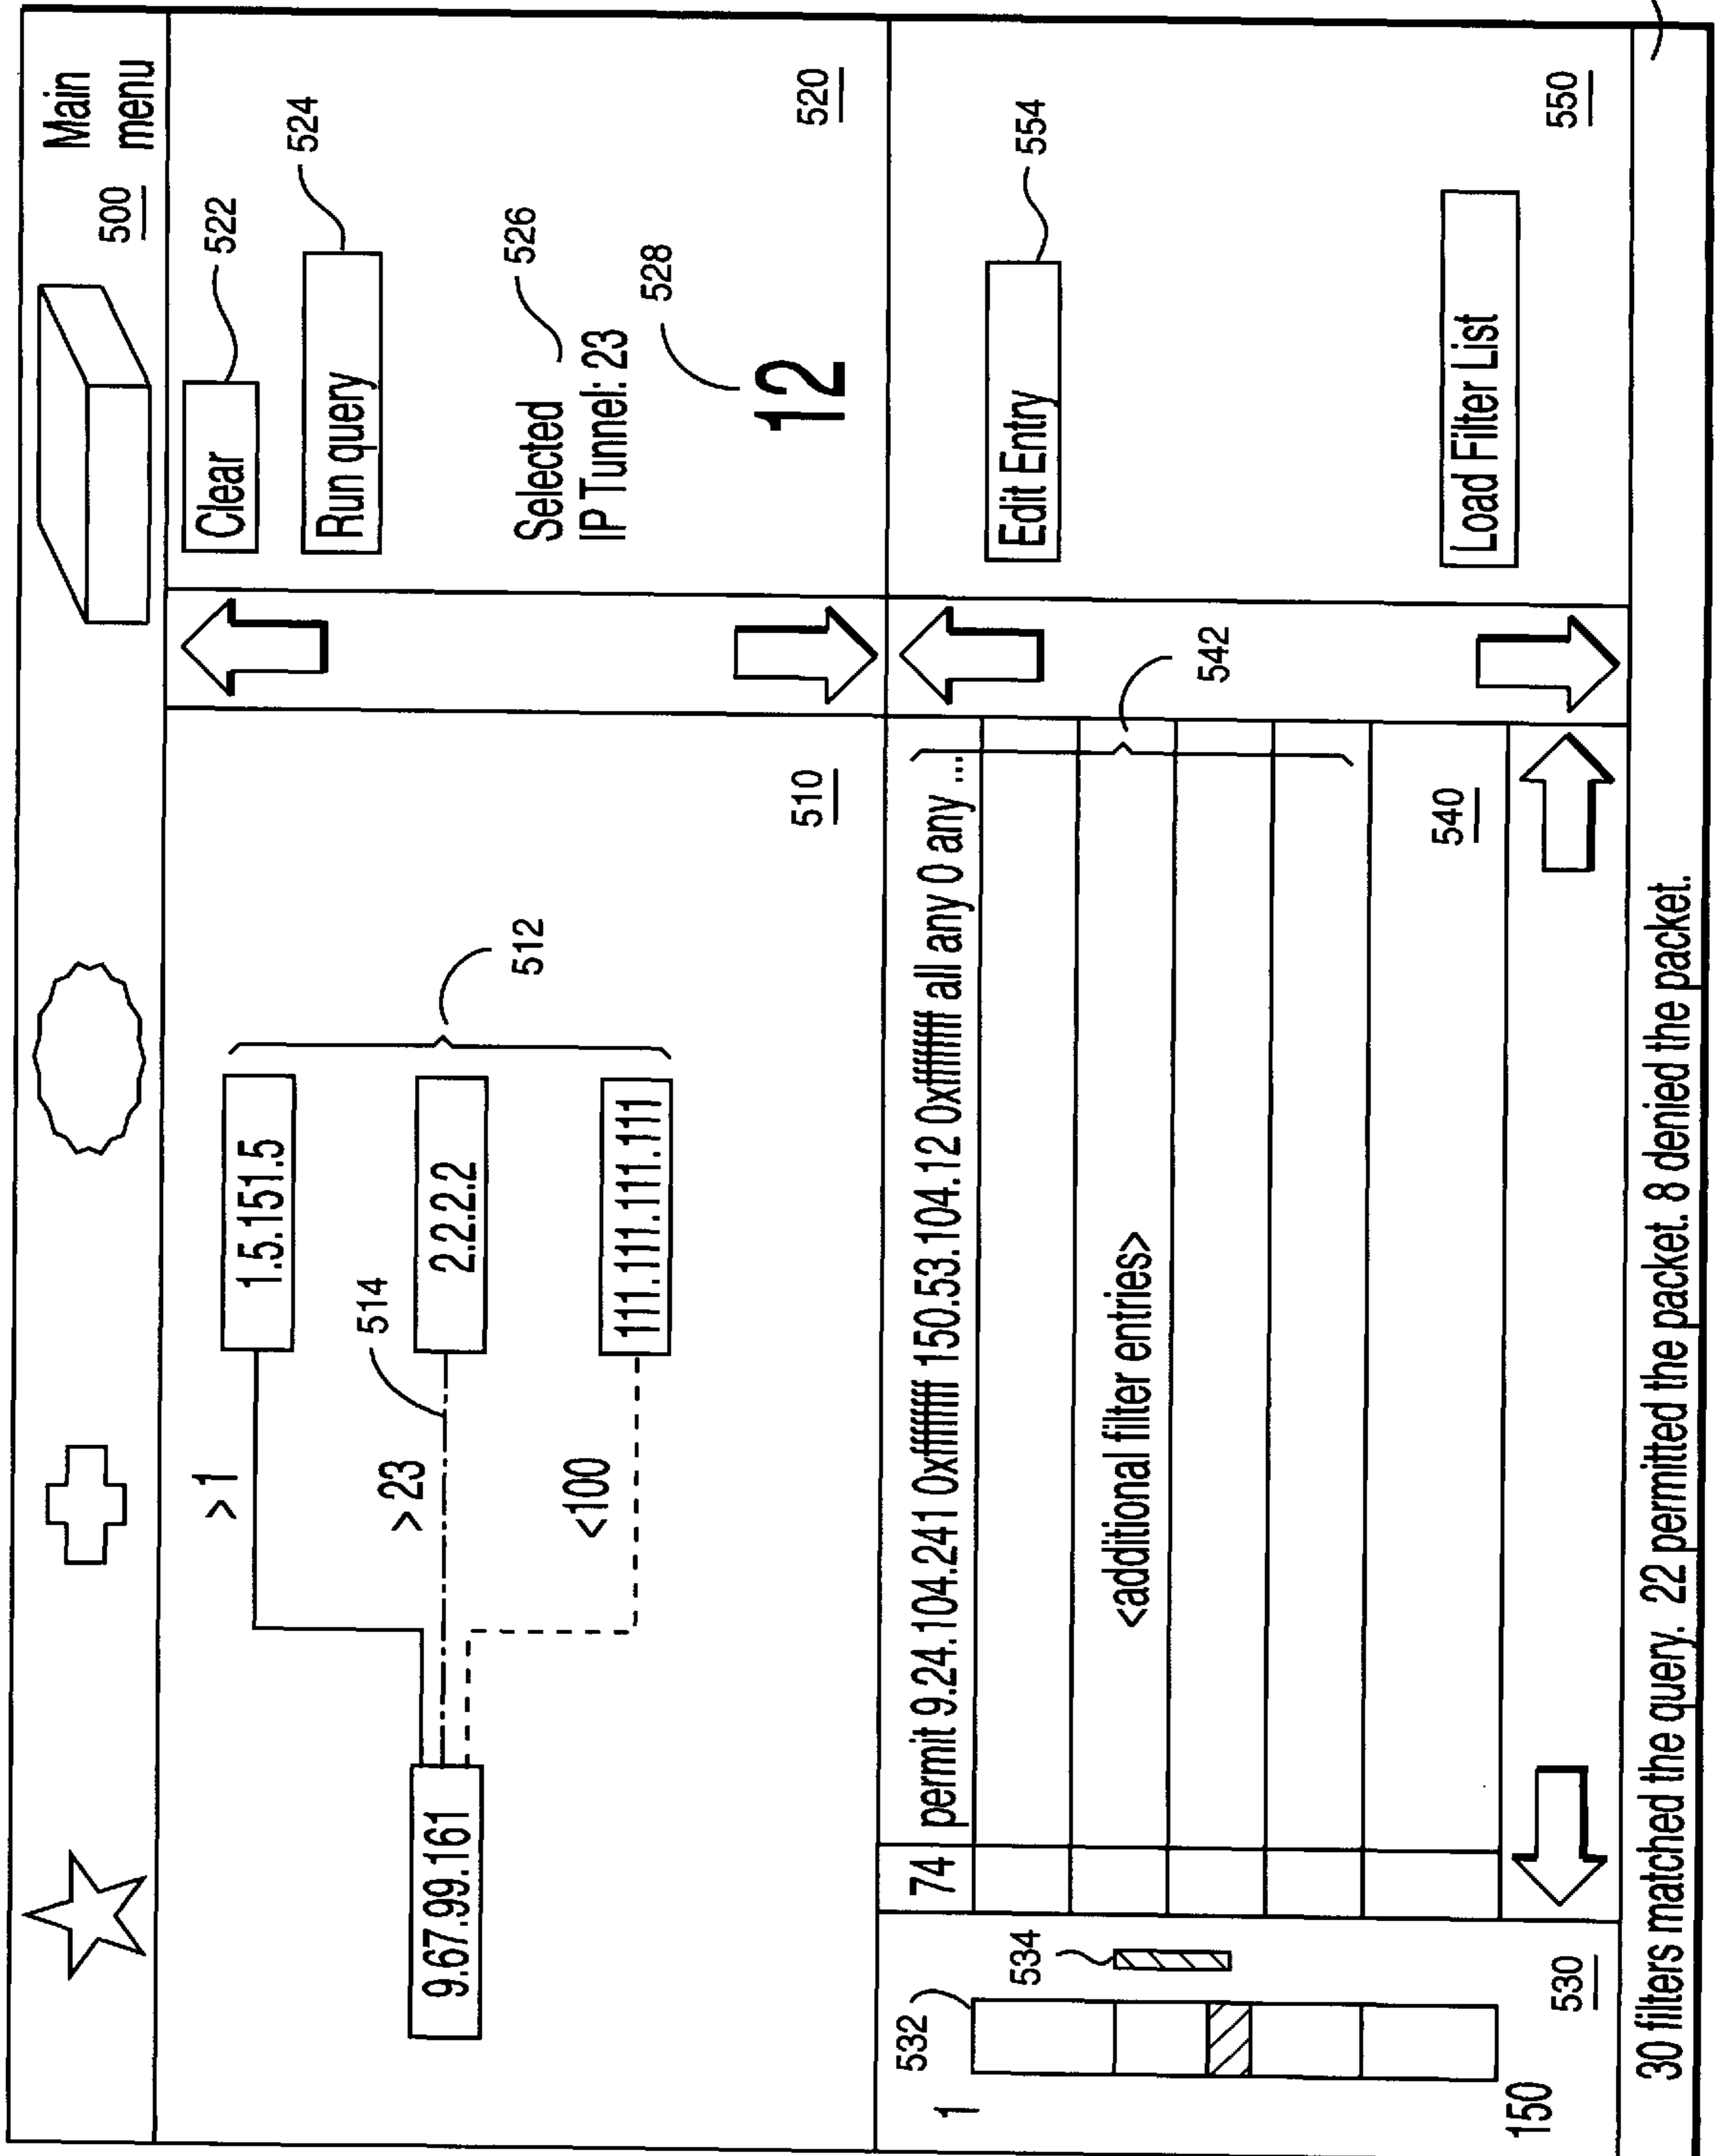 Main
menu
500
Clear
522
Run query
524
Selected
IP Tunnel: 23
526
528
12
520
9.67.99.161
>1
1.5.151.5
>23
514
2.2.2.2
<100
111.111.111.111
512
510
532
1
534
150
530
74 permit 9.24.104.241 0xffffffff 150.53.104.12 0xffffffff all any 0 any ...
<additional filter entries>
542
540
Edit Entry
554
Load Filter List
550
30 filters matched the query. 22 permitted the packet. 8 denied the packet.